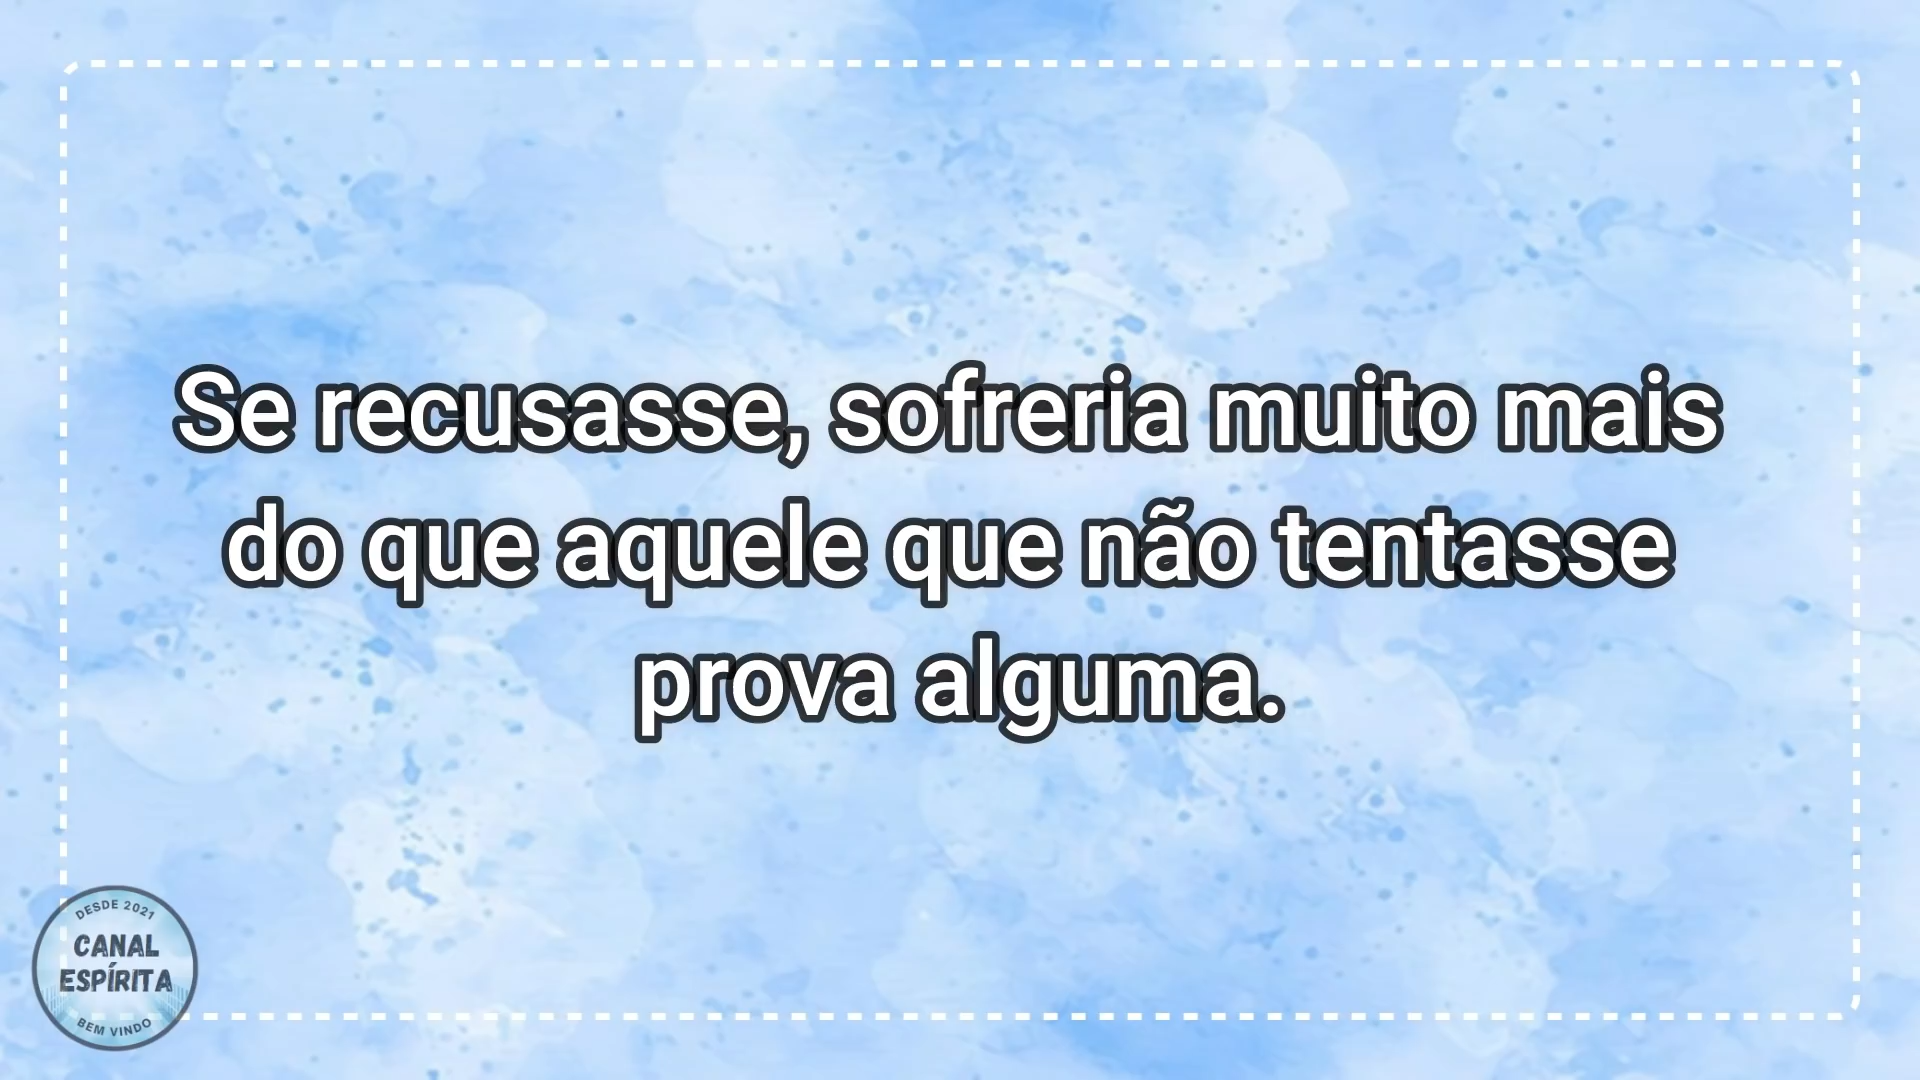 Se recusasse, sofreria muito mais
do que aquele que não tentasse
prova alguma.
DESDE 2021
CANAL
ESPÍRITA
BEM VINDO